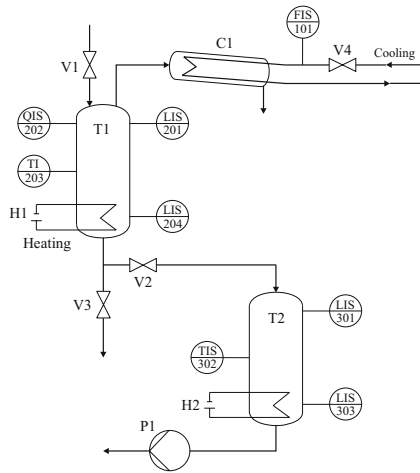 FIS
101
C1
V4
Cooling
V1
QIS
202
T1
LIS
201
TI
203
H1
LIS
204
Heating
V2
V3
T2
LIS
301
TIS
302
H2
LIS
303
P1